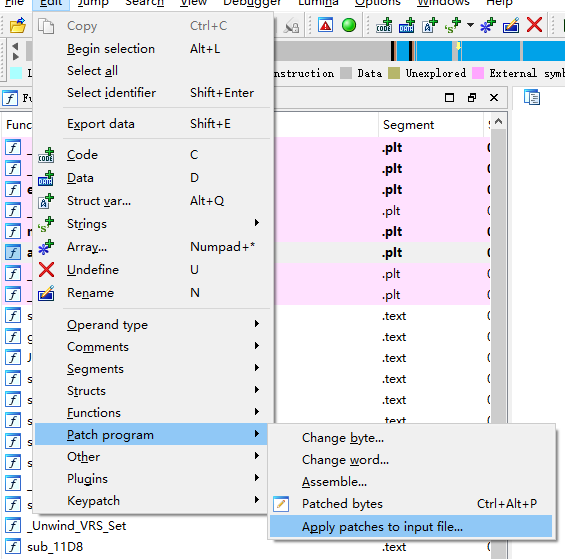 File Edit Jump Search View Debugger Lumina Options Windows Help
Copy Ctrl+C
Begin selection Alt+L
Select all
Select identifier Shift+Enter
Export data Shift+E
Code C
Data D
Struct var... Alt+Q
Strings
Array... Numpad+*
Undefine U
Rename N
Operand type
Comments
Segments
Structs
Functions
Patch program
Other
Plugins
Keypatch
Change byte...
Change word...
Assemble...
Patched bytes Ctrl+Alt+P
Apply patches to input file...
Data Unexplored External symb
Segment
.plt
.plt
.plt
.plt
.plt
.plt
.plt
.plt
.text
.text
.text
.text
.text
.text
_Unwind_VRS_Set
sub_11D8 .text